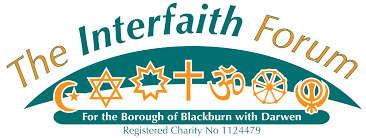 The Interfaith Forum
For the Borough of Blackburn with Darwen
Registered Charity No 1124479